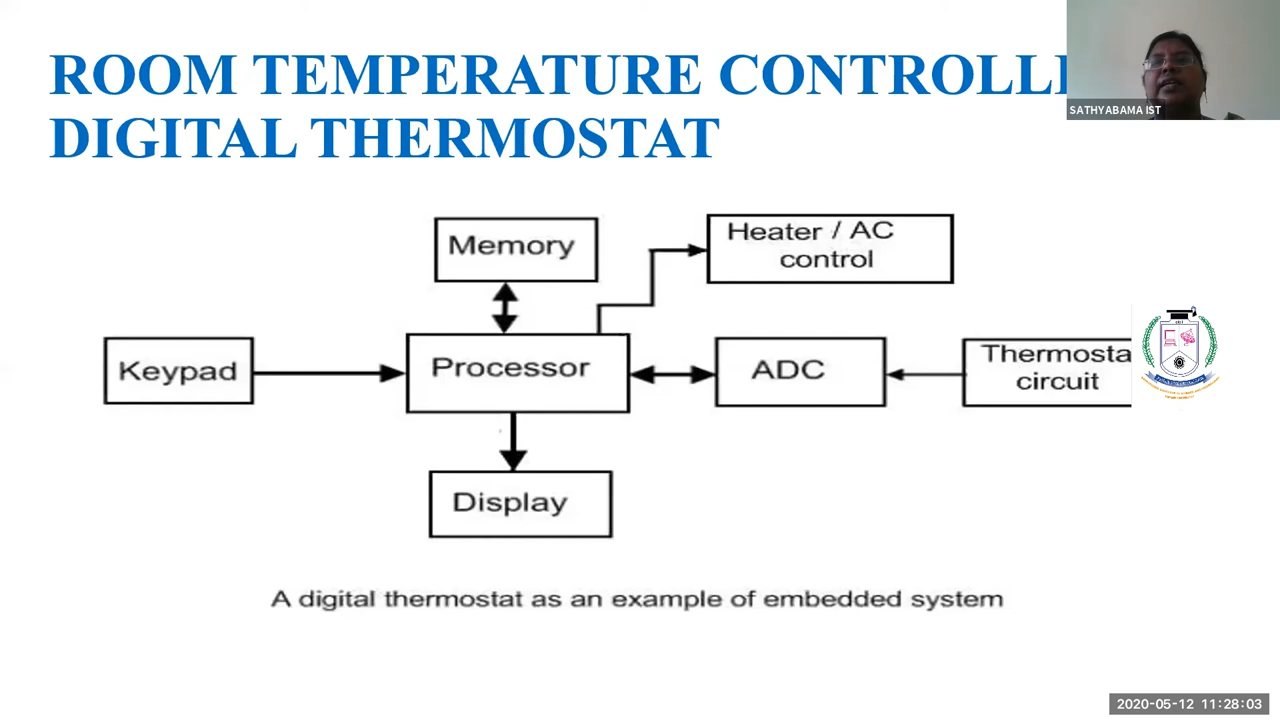 ROOM TEMPERATURE CONTROLL
DIGITAL THERMOSTAT
SATHYABAMA IST
Memory
Heater / AC
control
Keypad
Processor
ADC
Thermosta
circuit
Display
A digital thermostat as an example of embedded system
2020-05-12 11:28:03